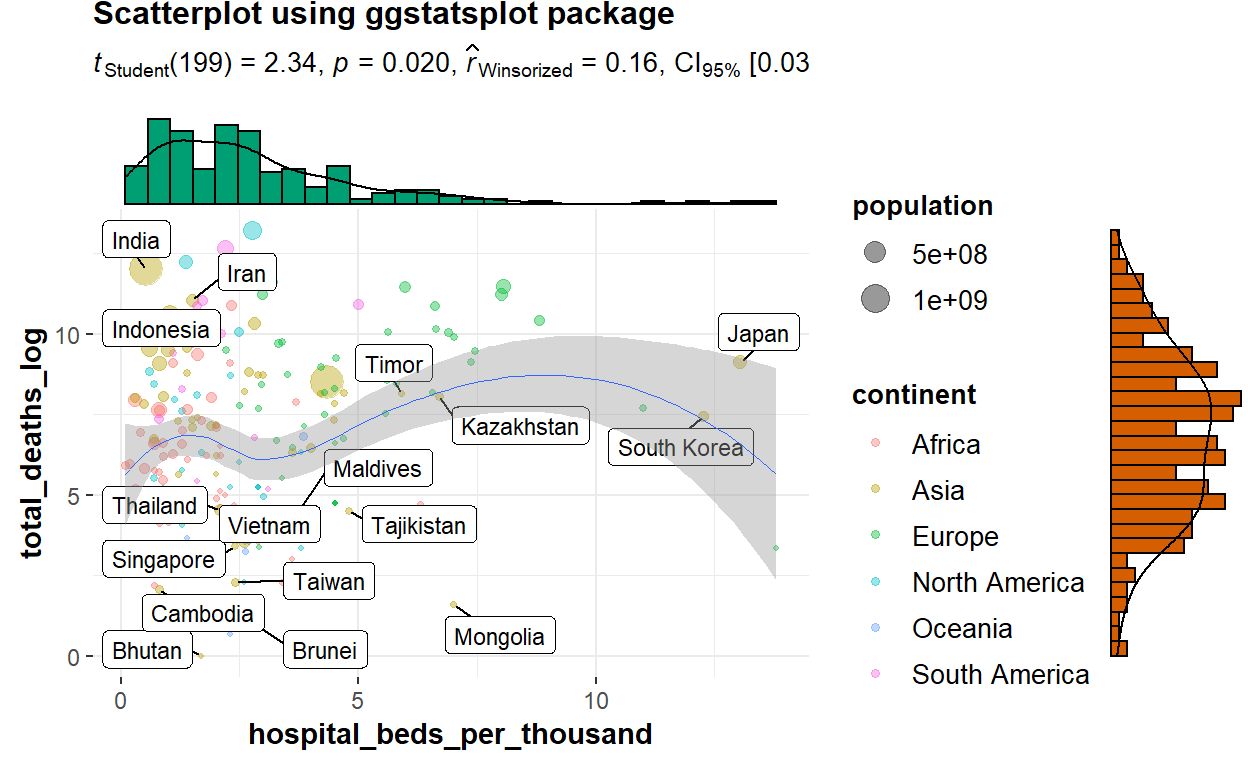 Scatterplot using ggstatsplot package
tStudent(199) = 2.34, p = 0.020, r̂Winsorized = 0.16, CI95% [0.03
India
Iran
Indonesia
Japan
Timor
Kazakhstan
South Korea
Maldives
Thailand
Vietnam
Tajikistan
Singapore
Taiwan
Cambodia
Mongolia
Bhutan
Brunei
10
5
0
total_deaths_log
0 5 10
hospital_beds_per_thousand
population
5e+08
1e+09
continent
Africa
Asia
Europe
North America
Oceania
South America